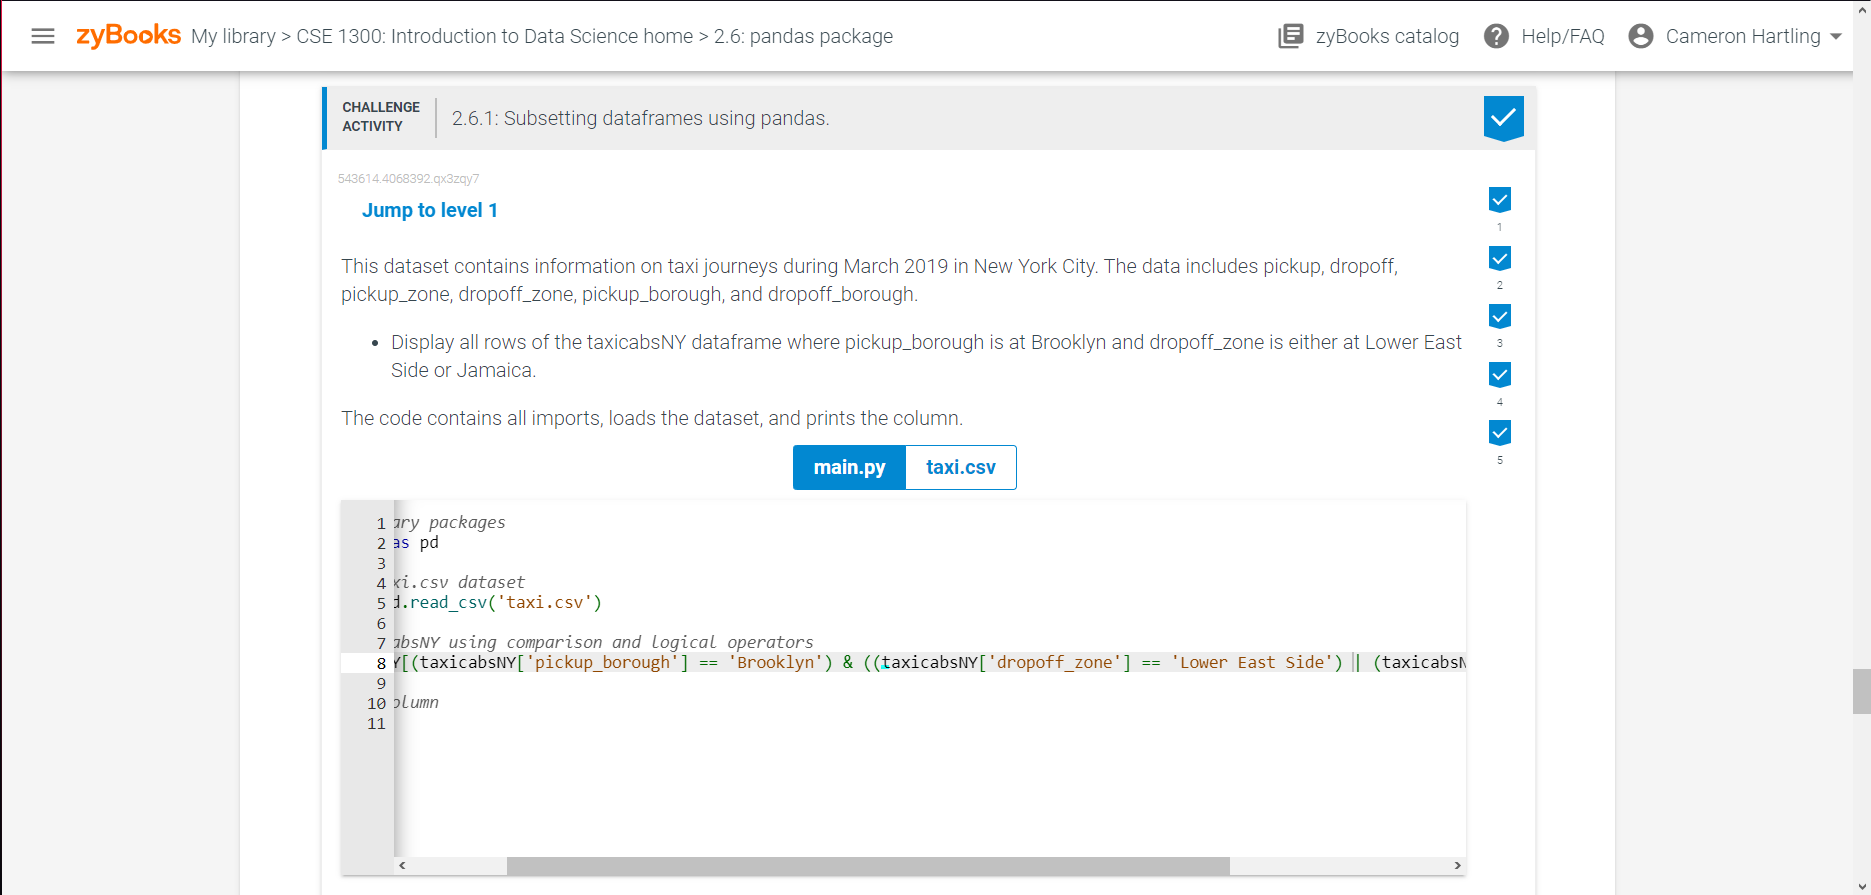 zyBooks My library > CSE 1300: Introduction to Data Science home > 2.6: pandas package
zyBooks catalog
Help/FAQ
Cameron Hartling
CHALLENGE
ACTIVITY
2.6.1: Subsetting dataframes using pandas.
543614.4068392.qx3zqy7
Jump to level 1
This dataset contains information on taxi journeys during March 2019 in New York City. The data includes pickup, dropoff,
pickup_zone, dropoff_zone, pickup_borough, and dropoff_borough.
• Display all rows of the taxicabsNY dataframe where pickup_borough is at Brooklyn and dropoff_zone is either at Lower East
Side or Jamaica.
The code contains all imports, loads the dataset, and prints the column.
1
2
3
4
5
main.py
taxi.csv
1 ary packages
2 as pd
3
4 xi.csv dataset
5 d.read_csv('taxi.csv')
6
7 absNY using comparison and logical operators
8 Y[(taxicabsNY['pickup_borough'] == 'Brooklyn') & ((taxicabsNY['dropoff_zone'] == 'Lower East Side') | (taxicabsN
9
10 olumn
11